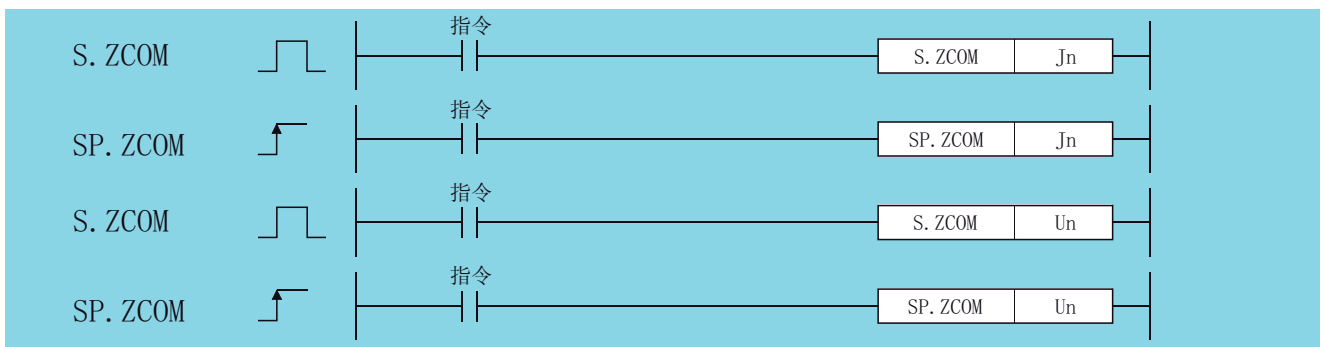 指令
S. ZCOM S. ZCOM Jn
指令
SP. ZCOM SP. ZCOM Jn
指令
S. ZCOM S. ZCOM Un
指令
SP. ZCOM SP. ZCOM Un